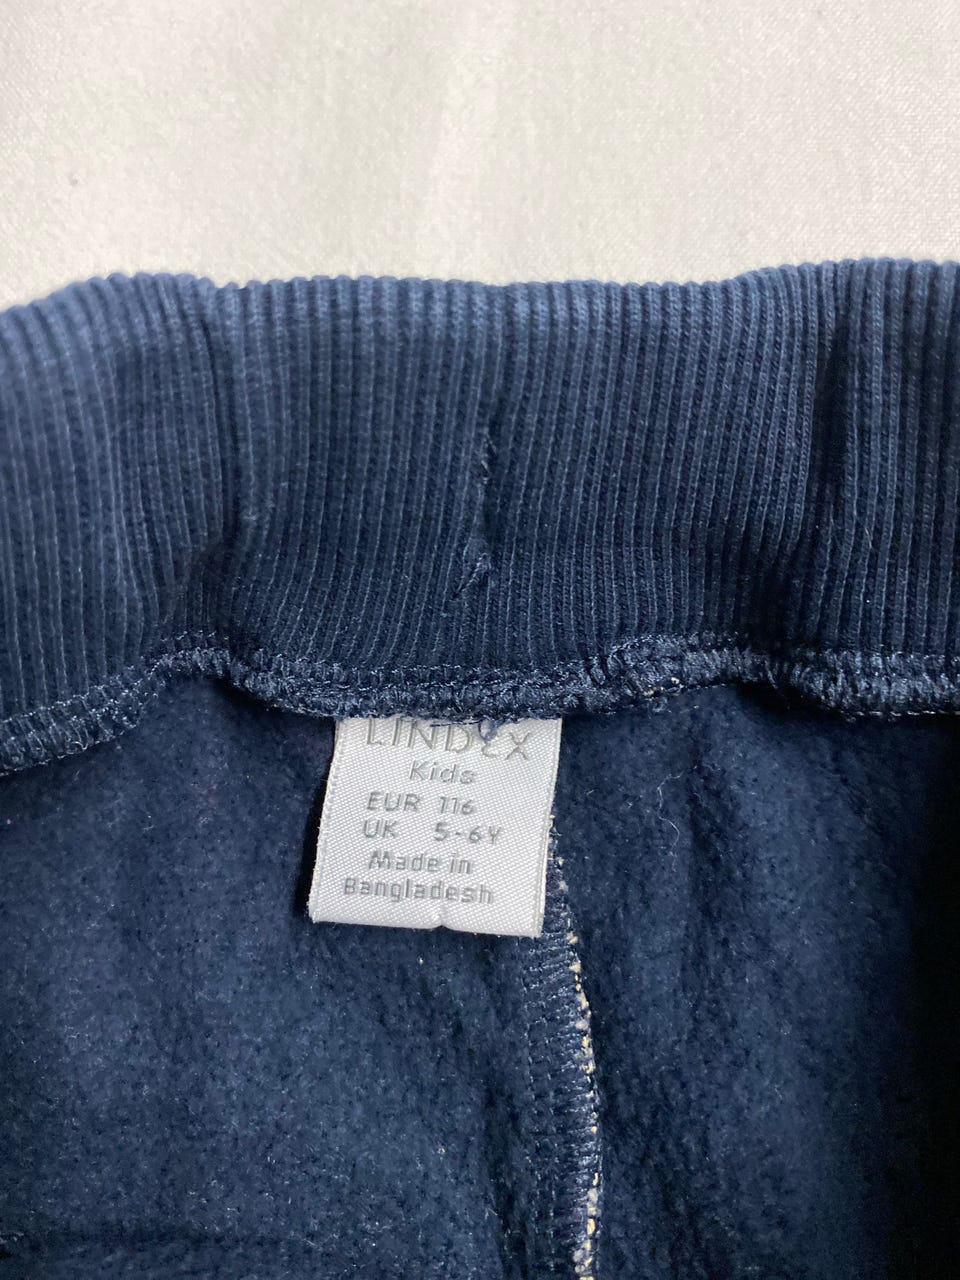 LINDEX
Kids
EUR 116
UK 5-6Y
Made in
Bangladesh